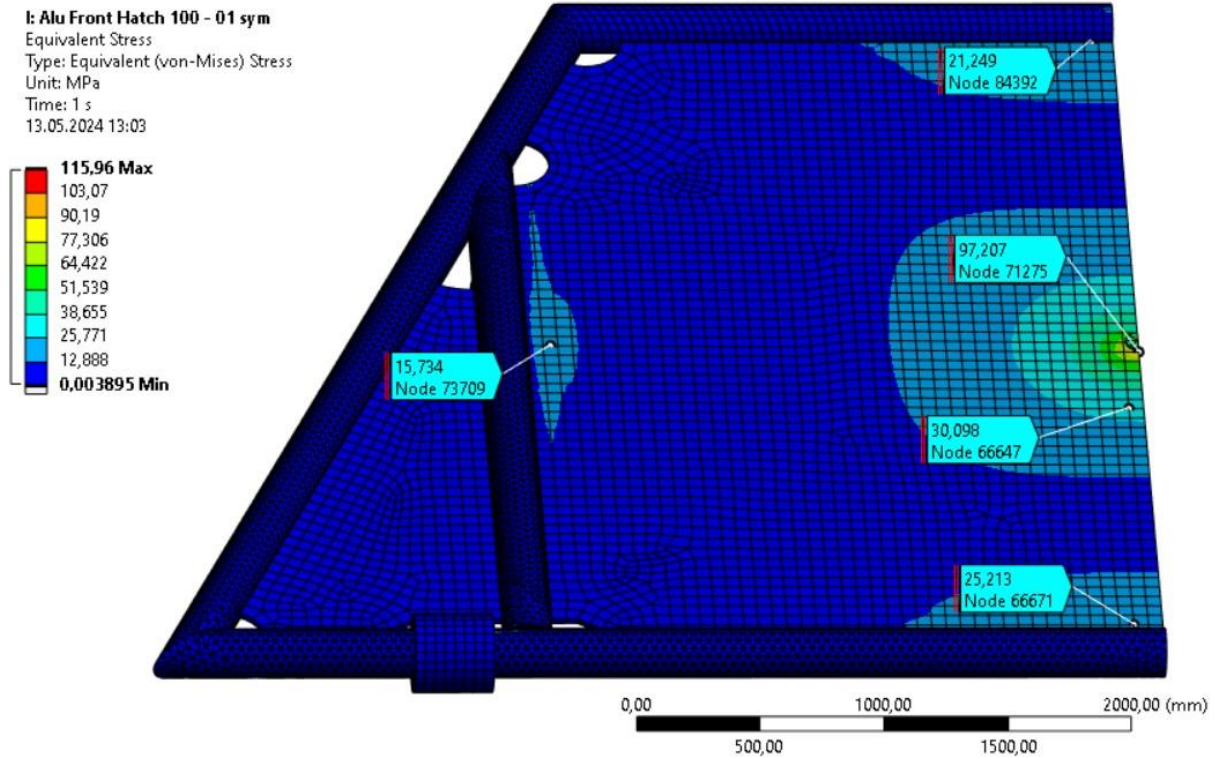 I: Alu Front Hatch 100 - 01 sym
Equivalent Stress
Type: Equivalent (von-Mises) Stress
Unit: MPa
Time: 1 s
13.05.2024 13:03
115,96 Max
103,07
90,19
77,306
64,422
51,539
38,655
25,771
12,888
0,003895 Min
21,249
Node 84392
97,207
Node 71275
15,734
Node 73709
30,098
Node 66647
25,213
Node 66671
0,00 1000,00 2000,00 (mm)
500,00 1500,00